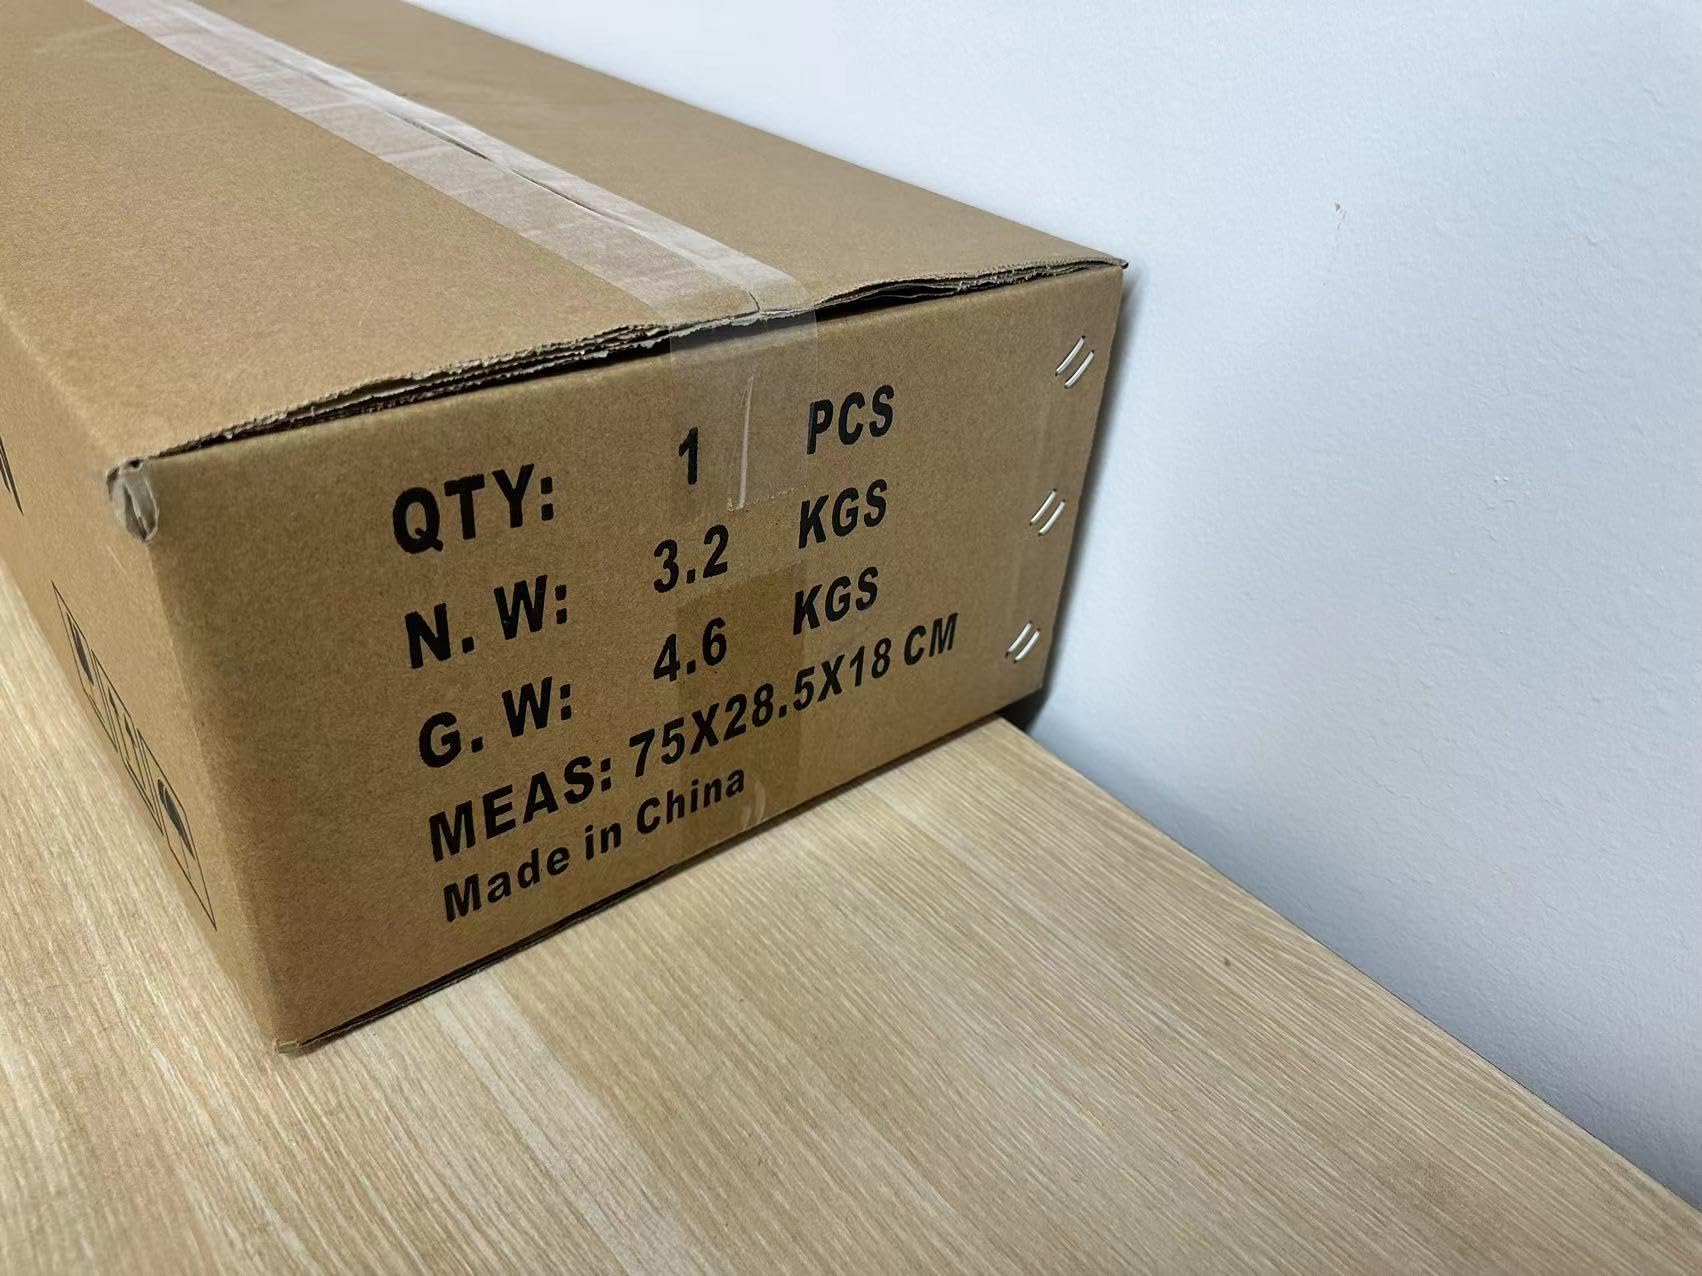 QTY: 1 PCS
N. W: 3.2 KGS
G. W: 4.6 KGS
MEAS: 75X28.5X18 CM
Made in China